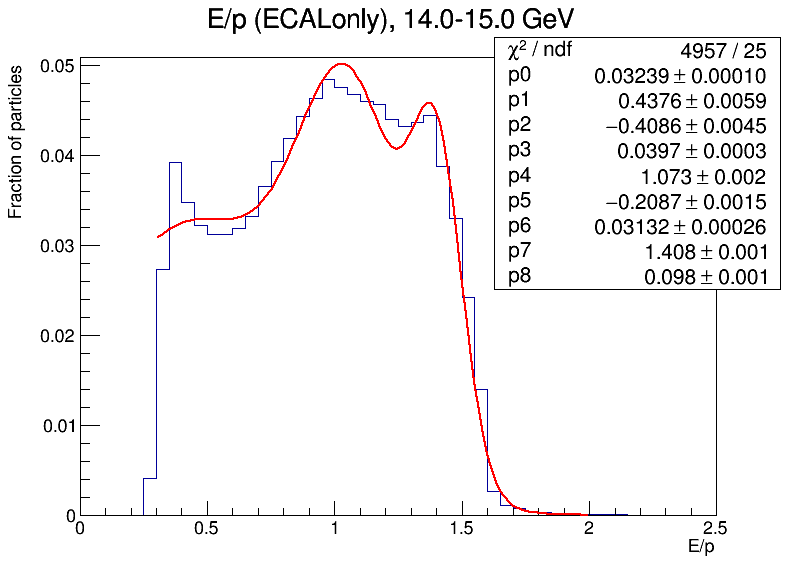 E/p (ECALonly), 14.0-15.0 GeV
χ² / ndf 4957 / 25
p0 0.03239 ± 0.00010
p1 0.4376 ± 0.0059
p2 −0.4086 ± 0.0045
p3 0.0397 ± 0.0003
p4 1.073 ± 0.002
p5 −0.2087 ± 0.0015
p6 0.03132 ± 0.00026
p7 1.408 ± 0.001
p8 0.098 ± 0.001
Fraction of particles
0.05
0.04
0.03
0.02
0.01
0
0 0.5 1 1.5 2 2.5
E/p